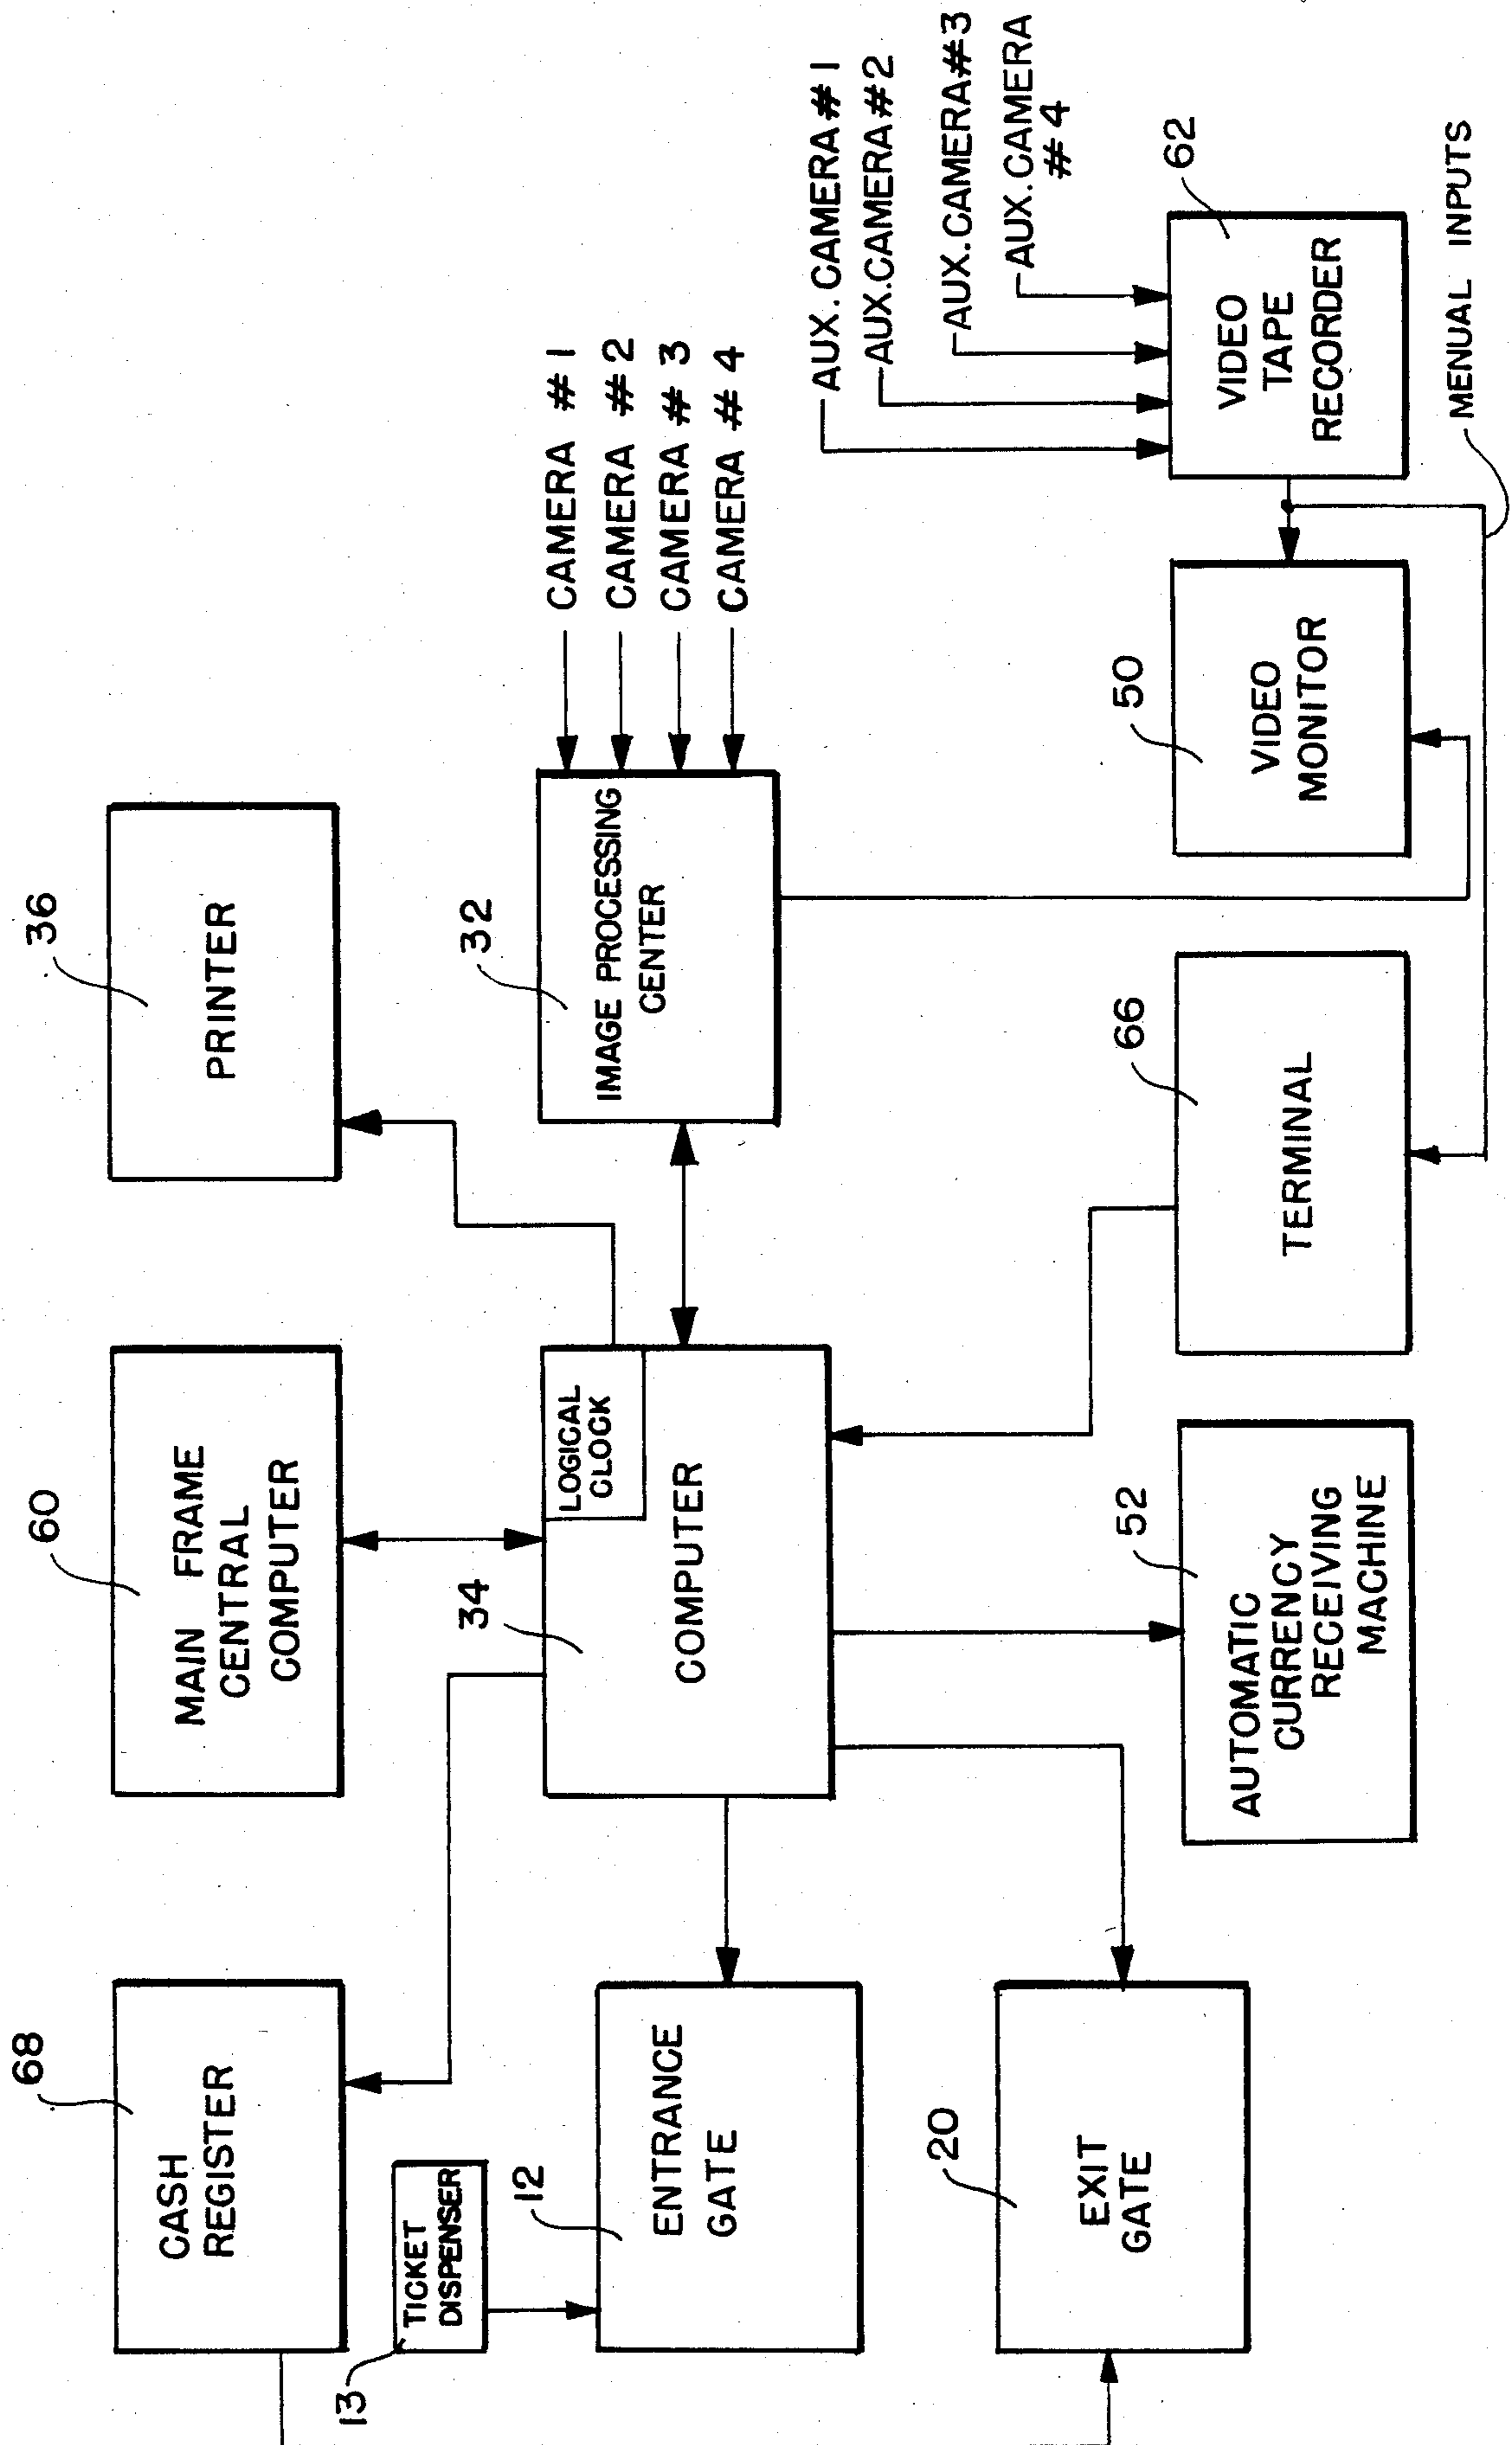 68
CASH
REGISTER
60
MAIN FRAME
CENTRAL
COMPUTER
36
PRINTER
13
TICKET
DISPENSER
12
ENTRANCE
GATE
34
LOGICAL
CLOCK
COMPUTER
32
IMAGE PROCESSING
CENTER
CAMERA #1
CAMERA #2
CAMERA #3
CAMERA #4
AUX.CAMERA#1
AUX.CAMERA#2
AUX.CAMERA#3
AUX.CAMERA
#4
20
EXIT
GATE
52
AUTOMATIC
CURRENCY
RECEIVING
MACHINE
66
TERMINAL
50
VIDEO
MONITOR
62
VIDEO
TAPE
RECORDER
MENUAL INPUTS